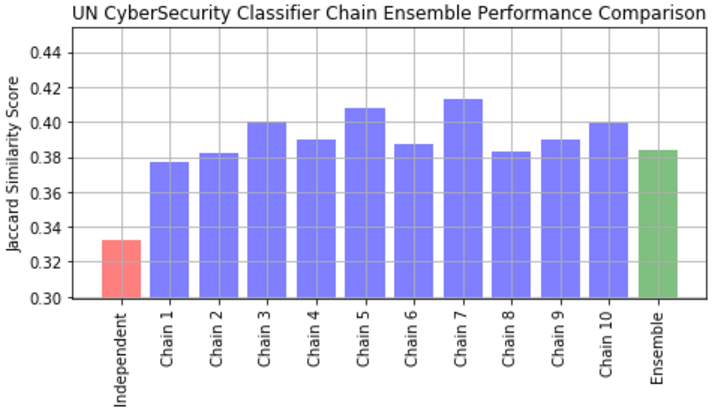 UN CyberSecurity Classifier Chain Ensemble Performance Comparison
Jaccard Similarity Score
0.44
0.42
0.40
0.38
0.36
0.34
0.32
0.30
Independent
Chain 1
Chain 2
Chain 3
Chain 4
Chain 5
Chain 6
Chain 7
Chain 8
Chain 9
Chain 10
Ensemble